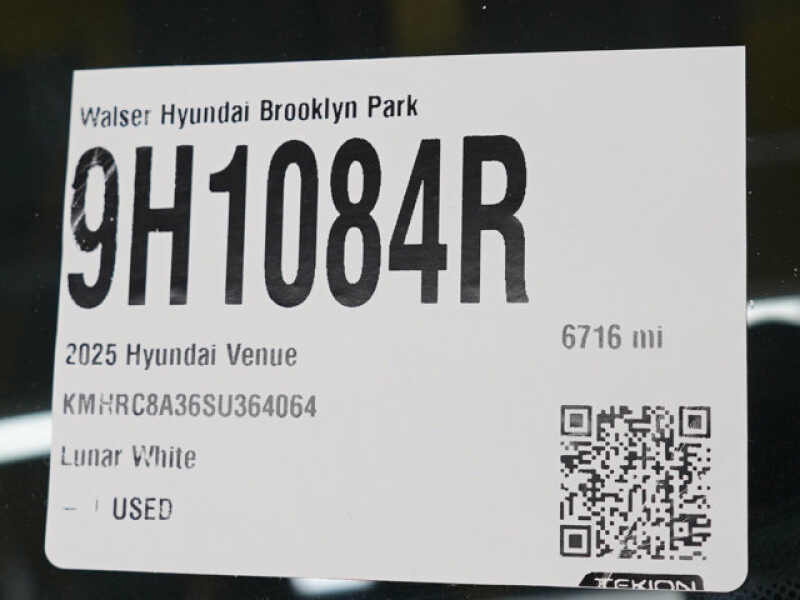 Walser Hyundai Brooklyn Park
9H1084R
2025 Hyundai Venue
6716 mi
KMHRC8A36SU364064
Lunar White
USED
TEKION